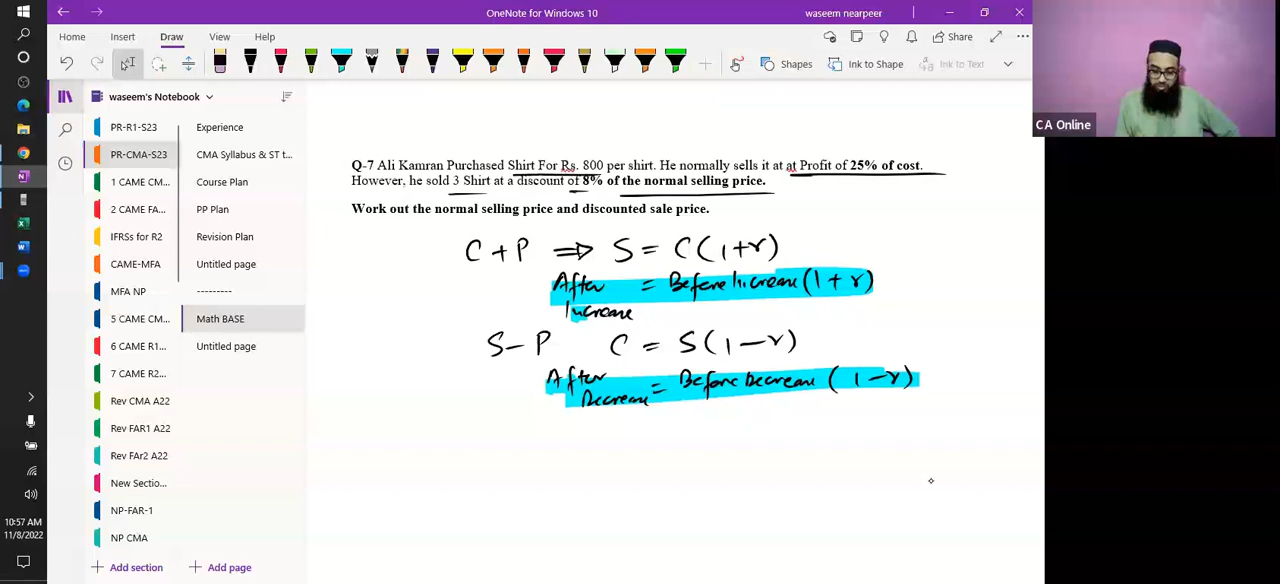 OneNote for Windows 10
waseem nearpeer
Home Insert Draw View Help
Share
Shapes
Ink to Shape
Ink to Text
waseem's Notebook
PR-R1-S23
PR-CMA-S23
1 CAME CM...
2 CAME FA...
IFRSs for R2
CAME-MFA
MFA NP
5 CAME CM...
6 CAME R1...
7 CAME R2...
Rev CMA A22
Rev FAR1 A22
Rev FAr2 A22
New Sectio...
NP-FAR-1
NP CMA
Add section
Experience
CMA Syllabus & ST t...
Course Plan
PP Plan
Revision Plan
Untitled page
---------
Math BASE
Untitled page
Add page
Q-7 Ali Kamran Purchased Shirt For Rs. 800 per shirt. He normally sells it at at Profit of 25% of cost.
However, he sold 3 Shirt at a discount of 8% of the normal selling price.
Work out the normal selling price and discounted sale price.
C + P ⇒ S = C(1+r)
After Increase = Before Increase (1 + r)
S - P C = S(1-r)
After Decrease = Before Decrease (1-r)
CA Online
10:57 AM
11/8/2022